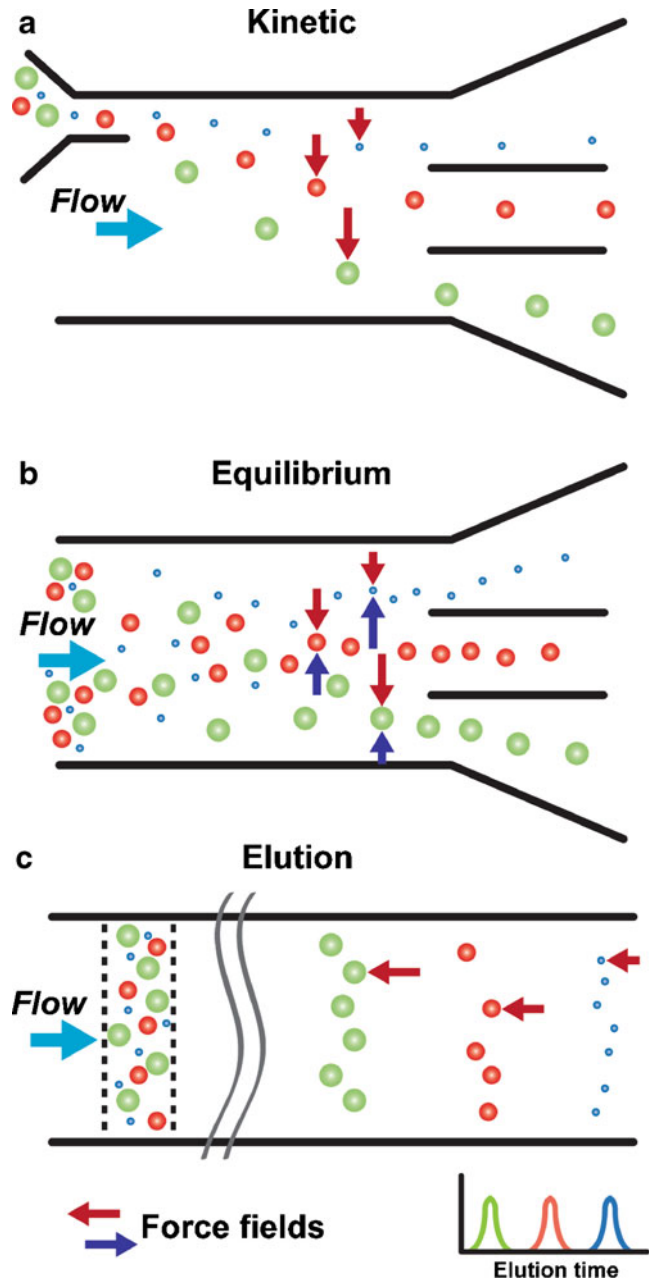 a
Kinetic
Flow
b
Equilibrium
Flow
c
Elution
Flow
Force fields
Elution time